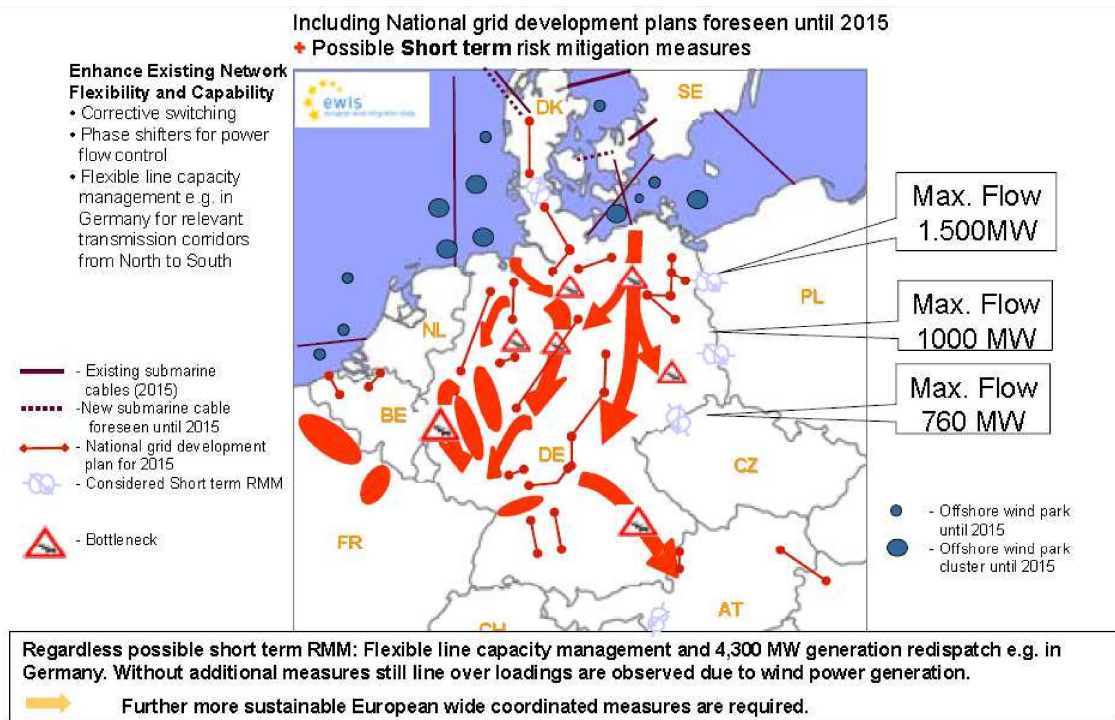 Including National grid development plans foreseen until 2015
+ Possible Short term risk mitigation measures
Enhance Existing Network
Flexibility and Capability
• Corrective switching
• Phase shifters for power
flow control
• Flexible line capacity
management e.g. in
Germany for relevant
transmission corridors
from North to South
ewis
DK
SE
Max. Flow
1.500MW
PL
Max. Flow
1000 MW
NL
Max. Flow
760 MW
BE
DE
CZ
FR
AT
CH
- Existing submarine
cables (2015)
-New submarine cable
foreseen until 2015
- National grid development
plan for 2015
- Considered Short term RMM
- Bottleneck
- Offshore wind park
until 2015
- Offshore wind park
cluster until 2015
Regardless possible short term RMM: Flexible line capacity management and 4,300 MW generation redispatch e.g. in
Germany. Without additional measures still line over loadings are observed due to wind power generation.
Further more sustainable European wide coordinated measures are required.